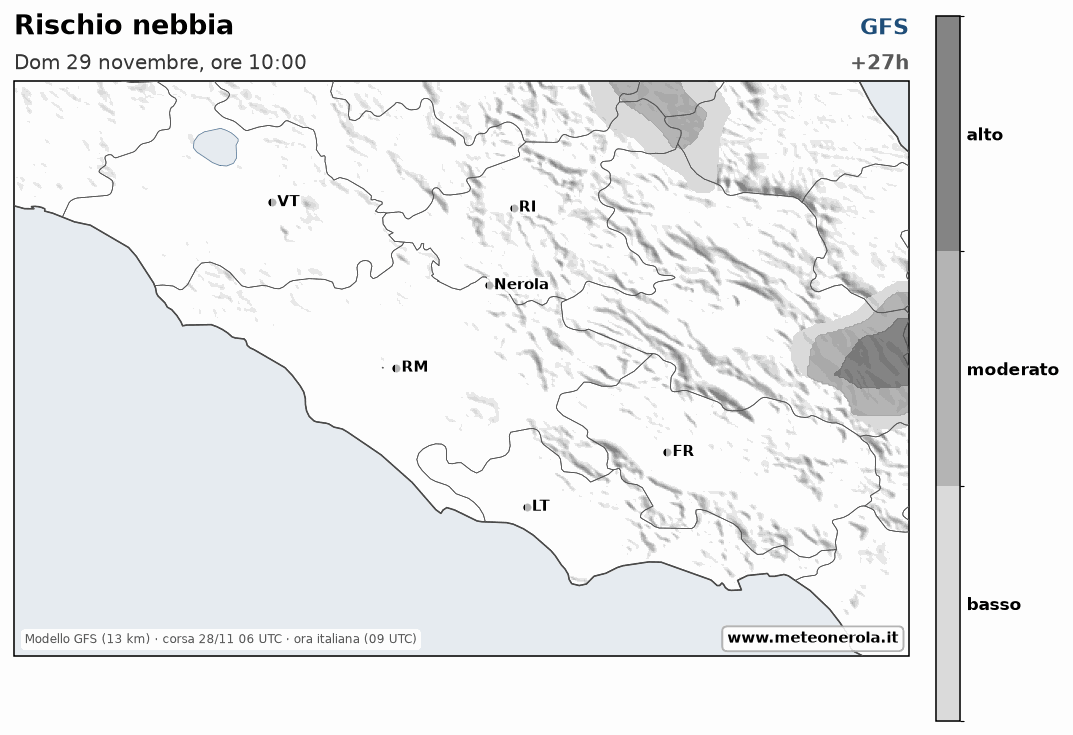 Rischio nebbia
GFS
Dom 29 novembre, ore 10:00
+27h
alto
VT
RI
Nerola
RM
moderato
FR
LT
basso
Modello GFS (13 km) · corsa 28/11 06 UTC · ora italiana (09 UTC)
www.meteonerola.it